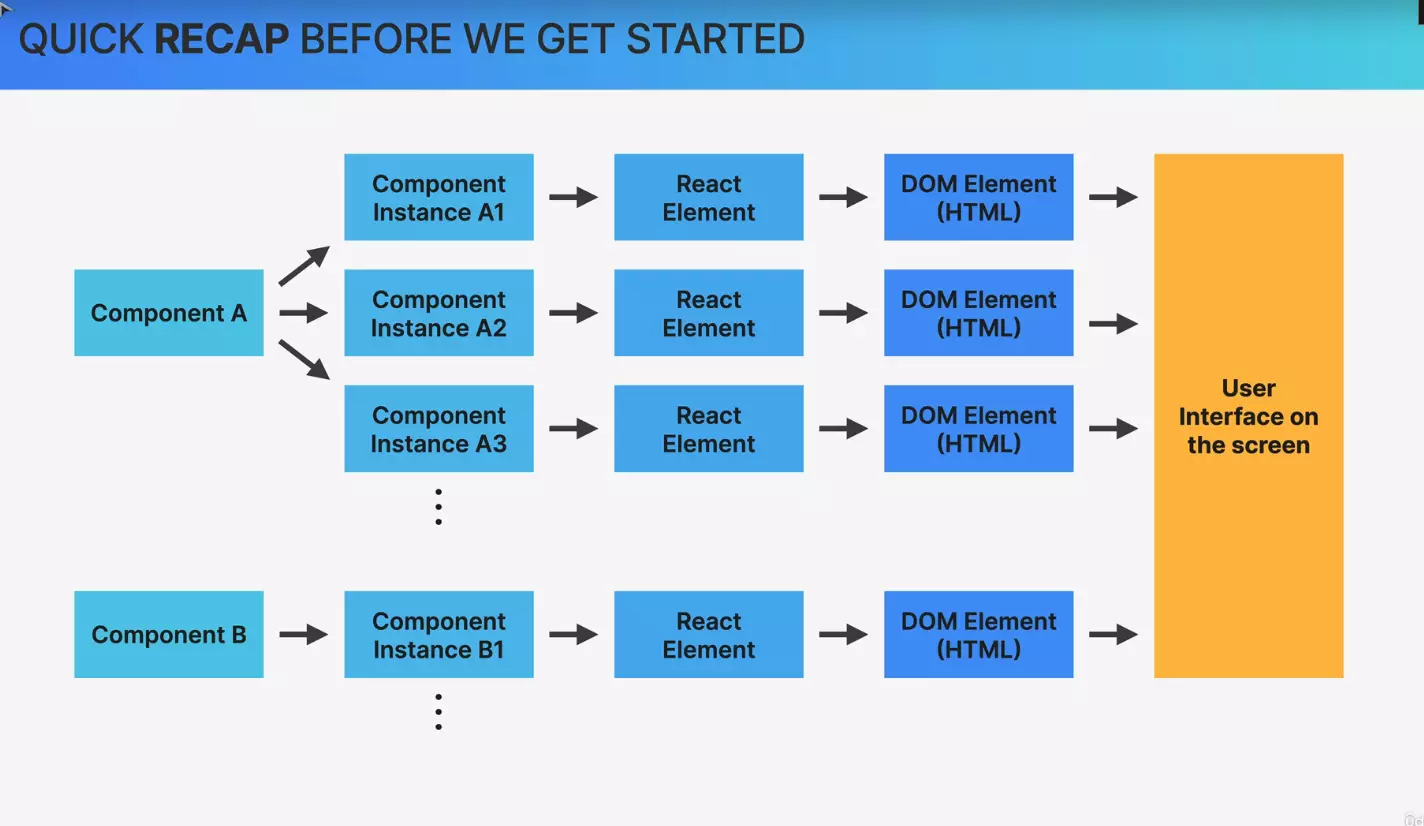 QUICK RECAP BEFORE WE GET STARTED
Component
Instance A1
React
Element
DOM Element
(HTML)
Component A
Component
Instance A2
React
Element
DOM Element
(HTML)
Component
Instance A3
React
Element
DOM Element
(HTML)
User
Interface on
the screen
Component B
Component
Instance B1
React
Element
DOM Element
(HTML)